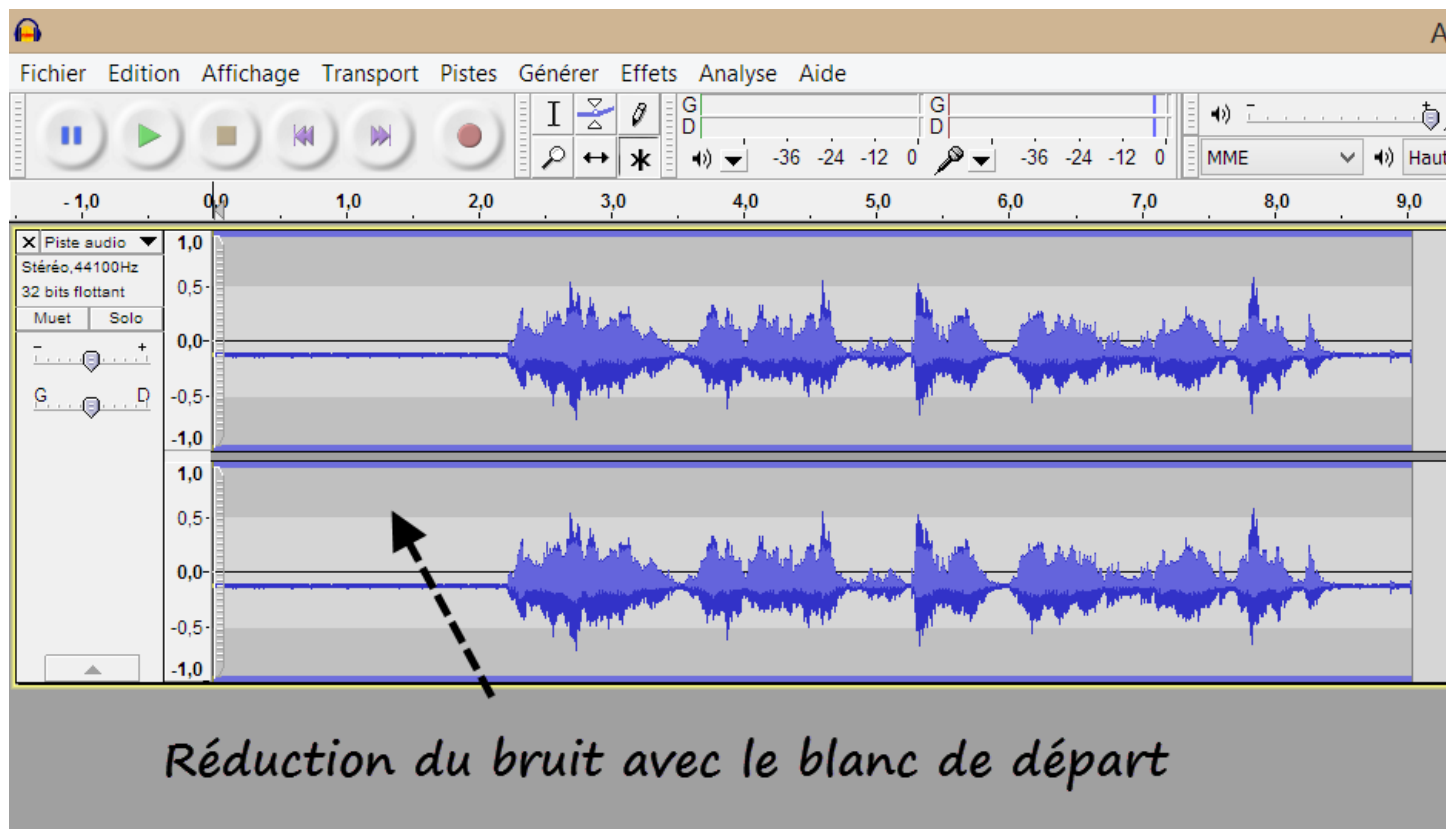 A
Fichier Edition Affichage Transport Pistes Générer Effets Analyse Aide
G G
D D
-36 -24 -12 0 -36 -24 -12 0 MME Haut
- 1,0 0,0 1,0 2,0 3,0 4,0 5,0 6,0 7,0 8,0 9,0
X Piste audio 1,0
Stéréo,44100Hz
32 bits flottant 0,5
Muet Solo
- + 0,0
G D -0,5
-1,0
1,0
0,5
0,0
-0,5
-1,0
Réduction du bruit avec le blanc de départ